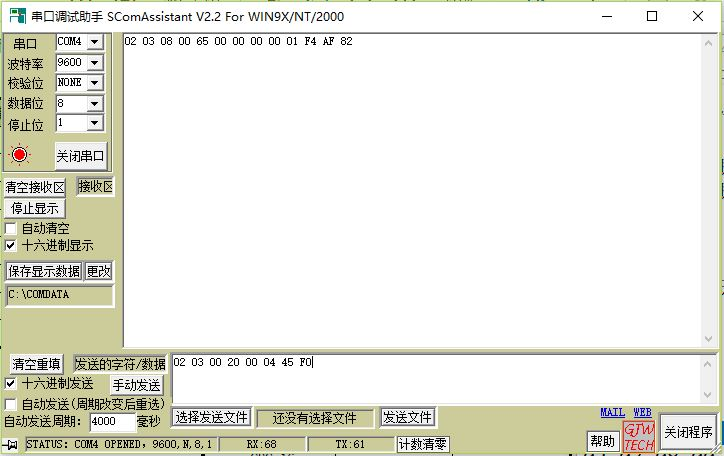 串口调试助手 SComAssistant V2.2 For WIN9X/NT/2000
串口 COM4
波特率 9600
校验位 NONE
数据位 8
停止位 1
关闭串口
02 03 08 00 65 00 00 00 00 01 F4 AF 82
清空接收区 接收区
停止显示
自动清空
十六进制显示
保存显示数据 更改
C:\COMDATA
清空重填 发送的字符/数据
02 03 00 20 00 04 45 F0
十六进制发送 手动发送
自动发送(周期改变后重选)
自动发送周期: 4000 毫秒
选择发送文件 还没有选择文件 发送文件
MAIL WEB
帮助 GJW TECH 关闭程序
STATUS: COM4 OPENED, 9600,N,8,1 RX:68 TX:61 计数清零